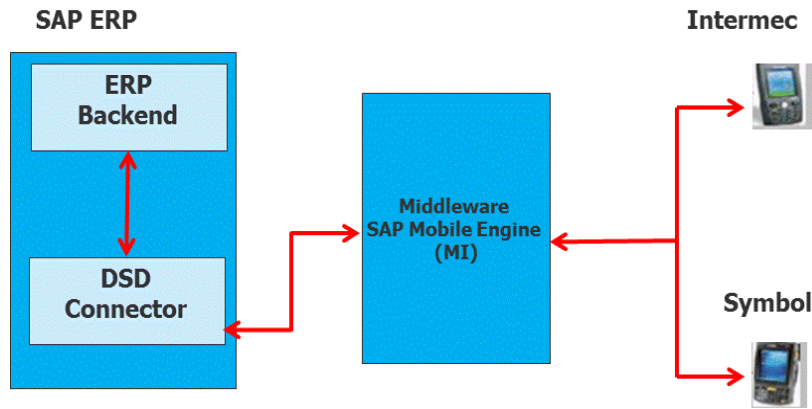 SAP ERP
Intermec
ERP
Backend
Middleware
SAP Mobile Engine
(MI)
DSD
Connector
Symbol